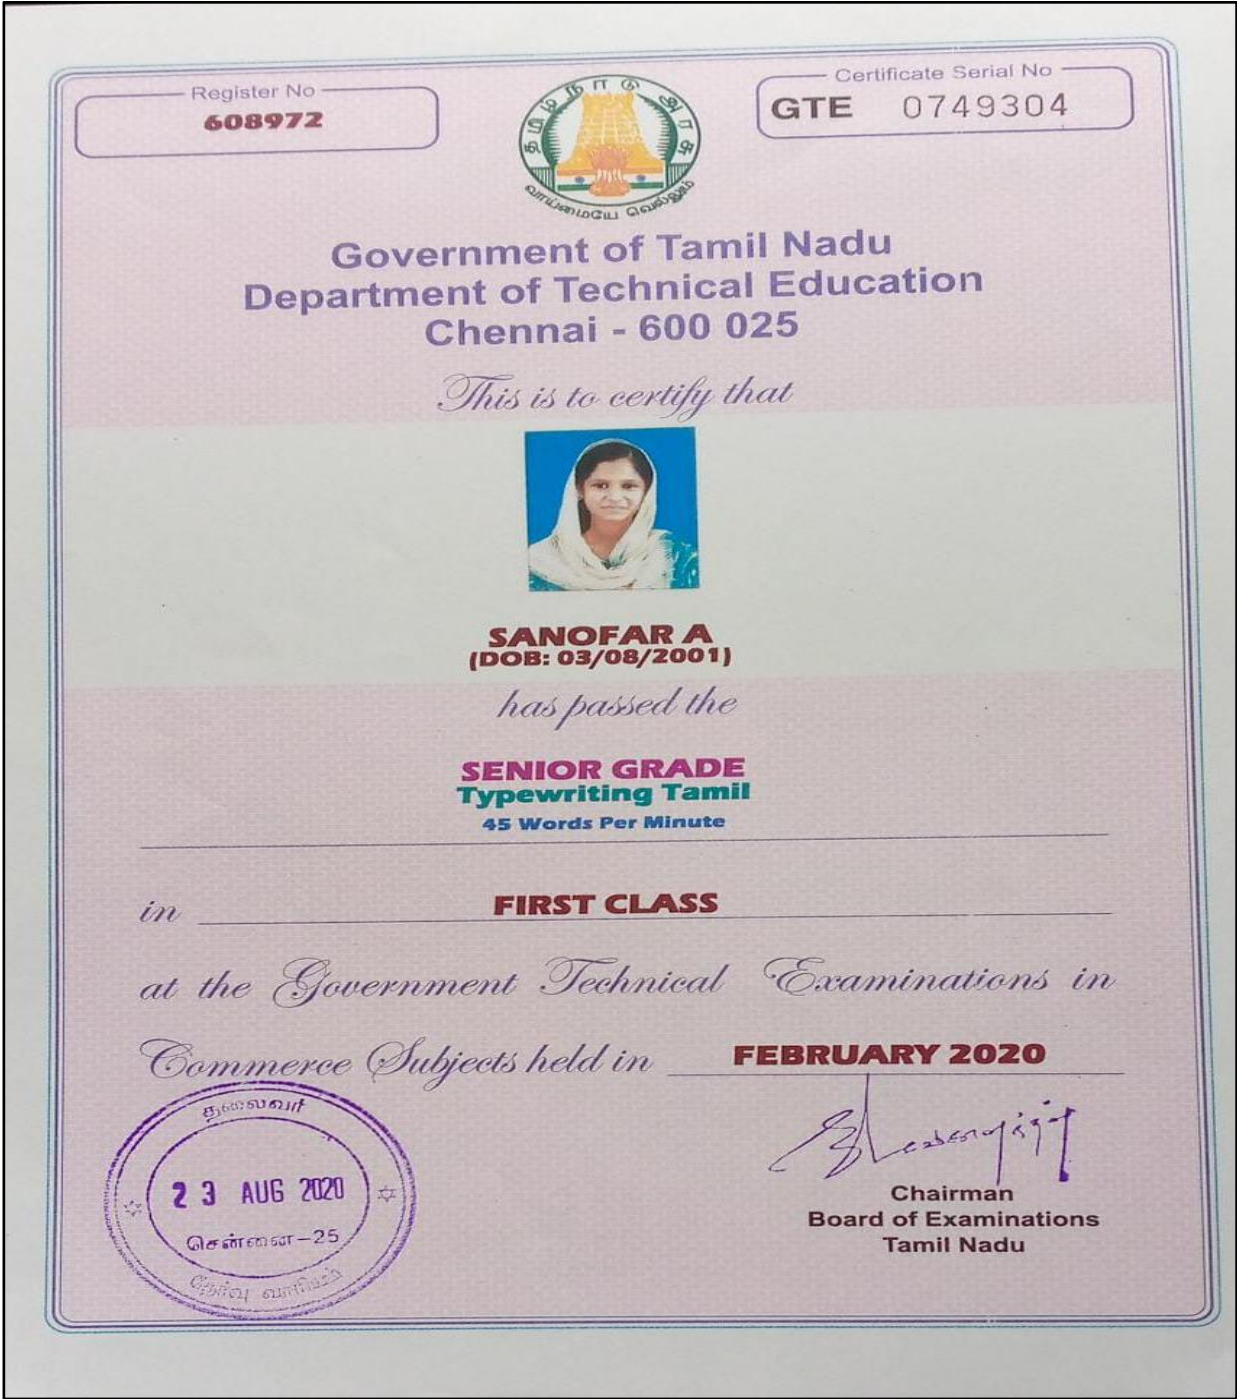 Register No
608972
தமிழ்நாடு அரசு
வாய்மையே வெல்லும்
Certificate Serial No
GTE 0749304
Government of Tamil Nadu
Department of Technical Education
Chennai - 600 025
This is to certify that
SANOFAR A
(DOB: 03/08/2001)
has passed the
SENIOR GRADE
Typewriting Tamil
45 Words Per Minute
in FIRST CLASS
at the Government Technical Examinations in
Commerce Subjects held in FEBRUARY 2020
தலைவர்
23 AUG 2020
சென்னை-25
தேர்வு வாரியம்
Chairman
Board of Examinations
Tamil Nadu